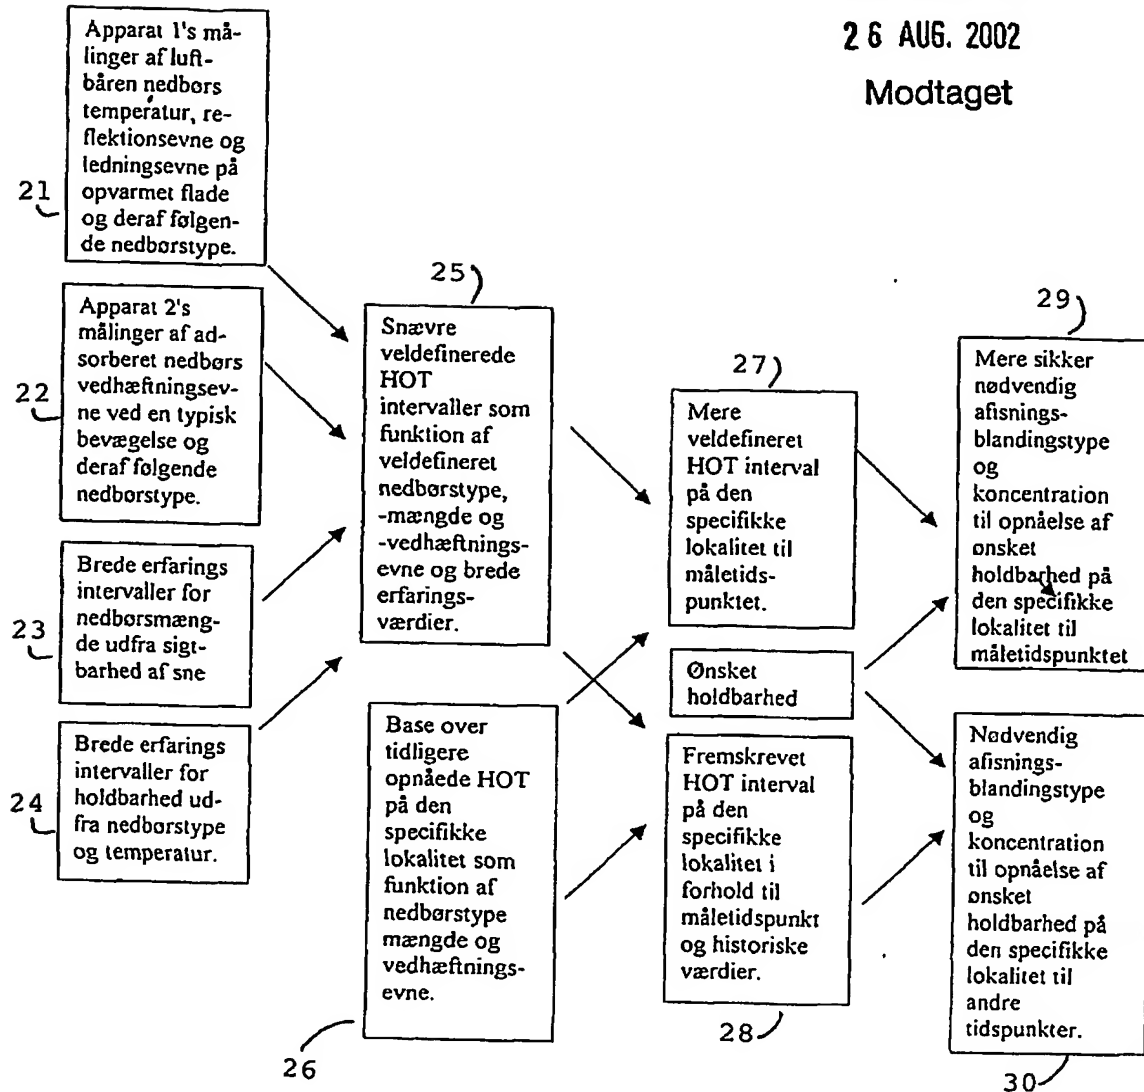 26 AUG. 2002
Modtaget
21
Apparat 1's må-
linger af luft-
båren nedbørs
temperatur, re-
flektionsevne og
ledningsevne på
opvarmet flade
og deraf følgen-
de nedbørstype.
22
Apparat 2's
målinger af ad-
sorberet nedbørs
vedhæftningsev-
ne ved en typisk
bevægelse og
deraf følgende
nedbørstype.
23
Brede erfarings
intervaller for
nedbørsmæng-
de udfra sigt-
barhed af sne
24
Brede erfarings
intervaller for
holdbarhed ud-
fra nedbørstype
og temperatur.
25
Snævre
veldefinerede
HOT
intervaller som
funktion af
veldefineret
nedbørstype,
-mængde og
-vedhæftnings-
evne og brede
erfarings-
værdier.
Base over
tidligere
opnåede HOT
på den
specifikke
lokalitet som
funktion af
nedbørstype
mængde og
vedhæftnings-
evne.
26
27
Mere
veldefineret
HOT interval
på den
specifikke
lokalitet til
måletids-
punktet.
Ønsket
holdbarhed
Fremskrevet
HOT interval
på den
specifikke
lokalitet i
forhold til
måletidspunkt
og historiske
værdier.
28
29
Mere sikker
nødvendig
afisnings-
blandingstype
og
koncentration
til opnåelse af
ønsket
holdbarhed på
den specifikke
lokalitet til
måletidspunktet
Nødvendig
afisnings-
blandingstype
og
koncentration
til opnåelse af
ønsket
holdbarhed på
den specifikke
lokalitet til
andre
tidspunkter.
30